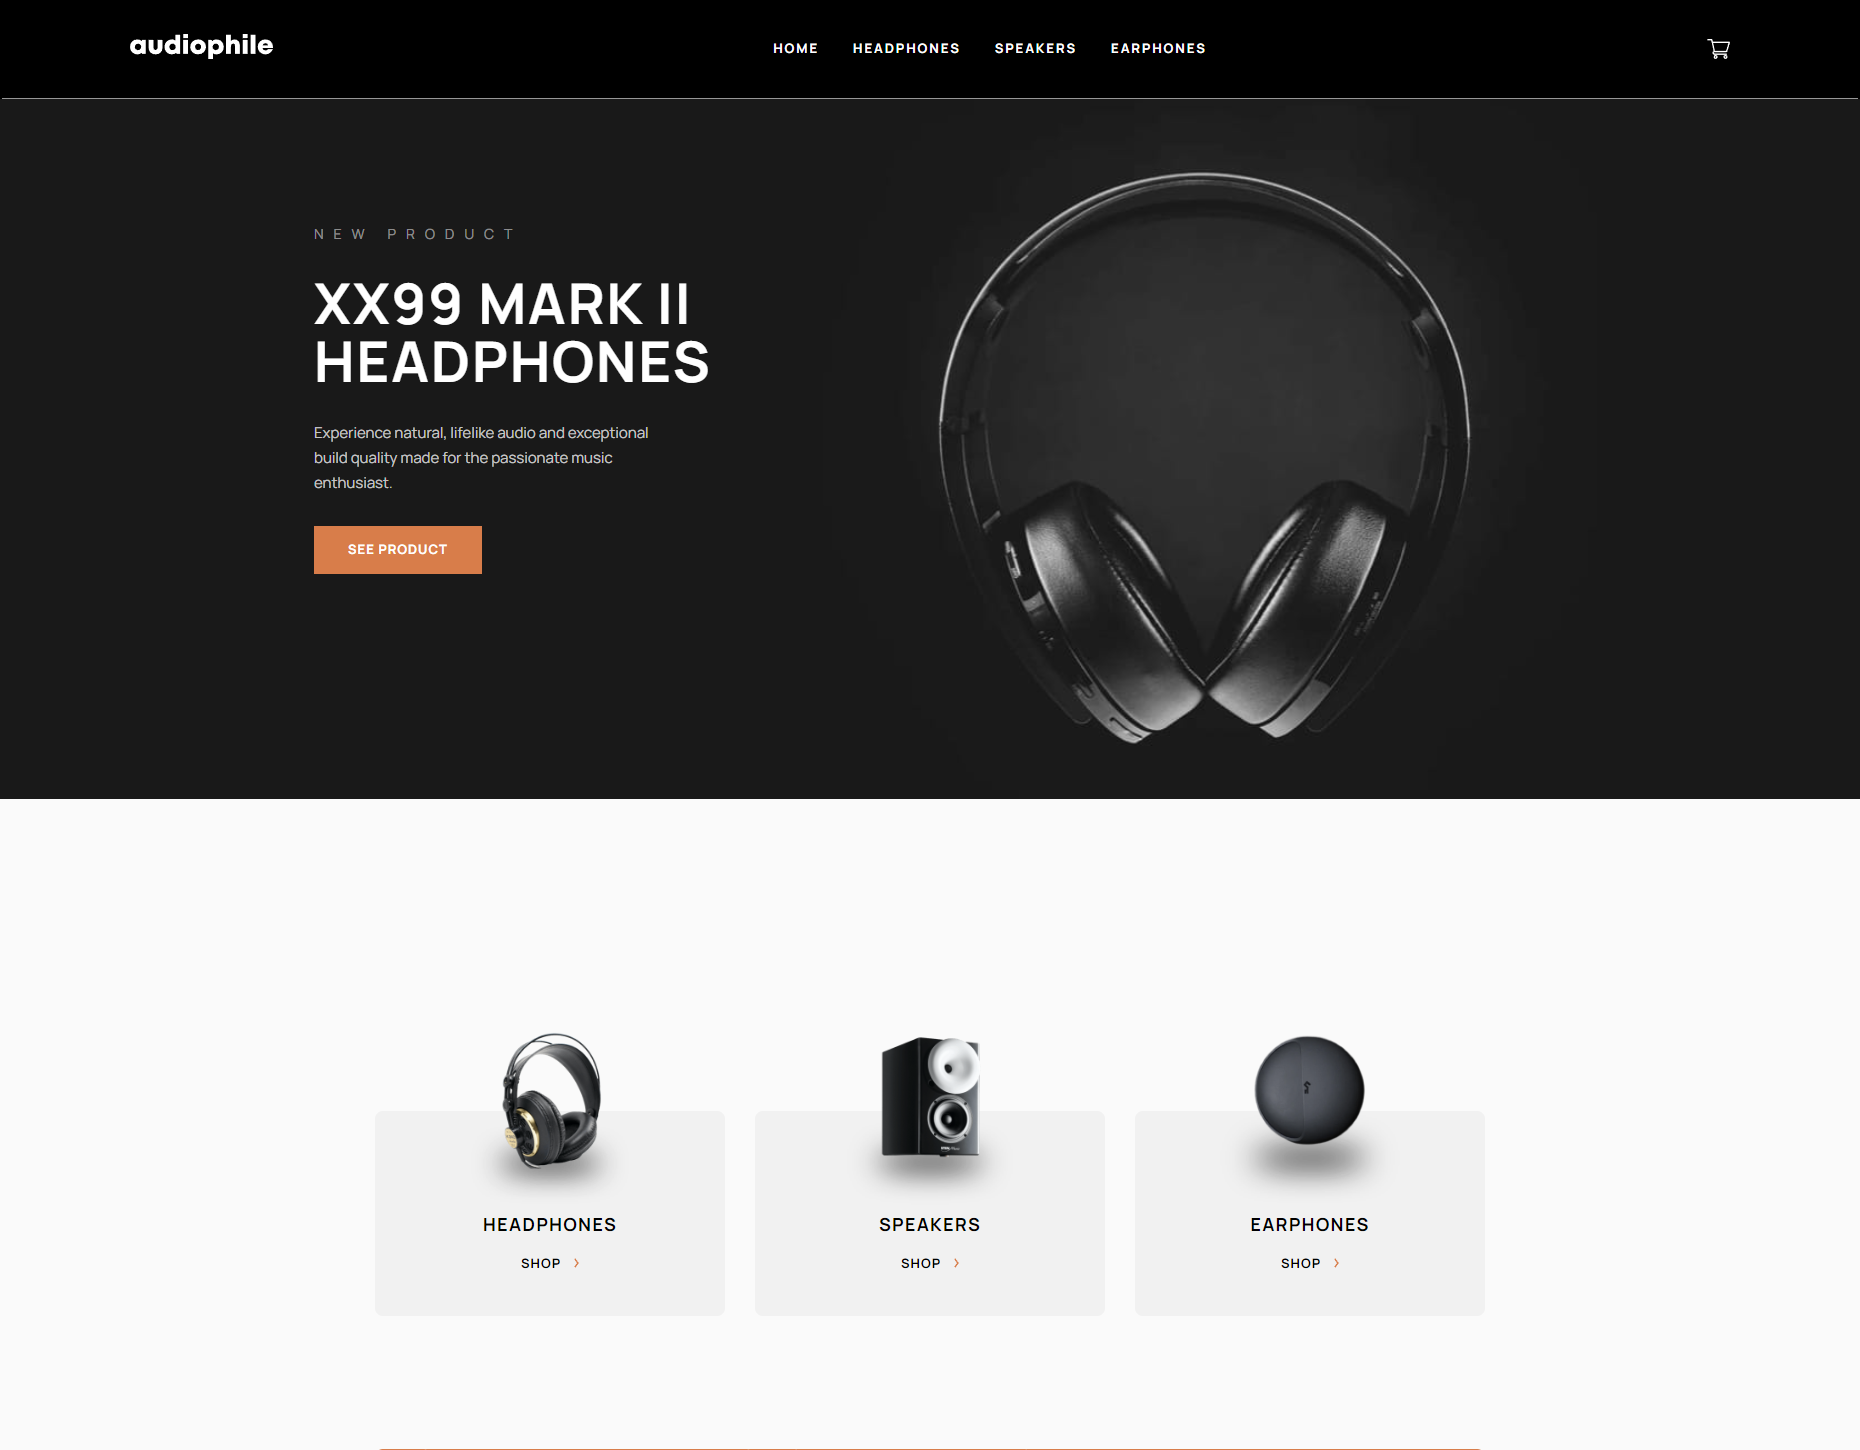 audiophile
HOME HEADPHONES SPEAKERS EARPHONES
NEW PRODUCT
XX99 MARK II
HEADPHONES
Experience natural, lifelike audio and exceptional
build quality made for the passionate music
enthusiast.
SEE PRODUCT
HEADPHONES
SHOP
SPEAKERS
SHOP
EARPHONES
SHOP